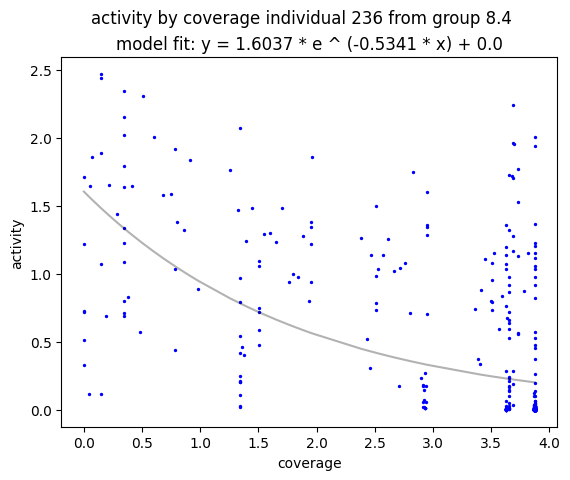 activity by coverage individual 236 from group 8.4
model fit: y = 1.6037 * e ^ (-0.5341 * x) + 0.0
2.5
2.0
1.5
1.0
0.5
0.0
activity
0.0 0.5 1.0 1.5 2.0 2.5 3.0 3.5 4.0
coverage